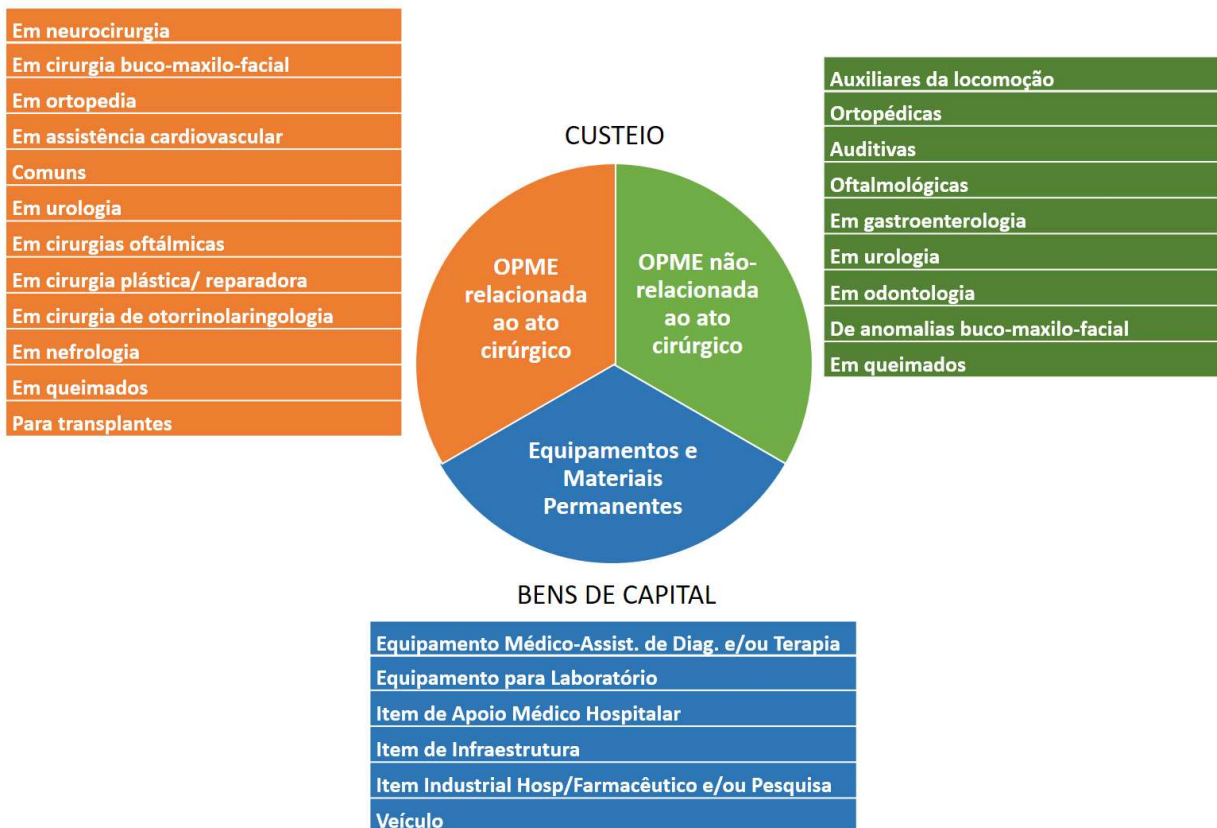 Em neurocirurgia
Em cirurgia buco-maxilo-facial
Em ortopedia
Em assistência cardiovascular
Comuns
Em urologia
Em cirurgias oftálmicas
Em cirurgia plástica/ reparadora
Em cirurgia de otorrinolaringologia
Em nefrologia
Em queimados
Para transplantes
CUSTEIO
OPME
relacionada
ao ato
cirúrgico
OPME não-
relacionada
ao ato
cirúrgico
Equipamentos e
Materiais
Permanentes
Auxiliares da locomoção
Ortopédicas
Auditivas
Oftalmológicas
Em gastroenterologia
Em urologia
Em odontologia
De anomalias buco-maxilo-facial
Em queimados
BENS DE CAPITAL
Equipamento Médico-Assist. de Diag. e/ou Terapia
Equipamento para Laboratório
Item de Apoio Médico Hospitalar
Item de Infraestrutura
Item Industrial Hosp/Farmacêutico e/ou Pesquisa
Veículo